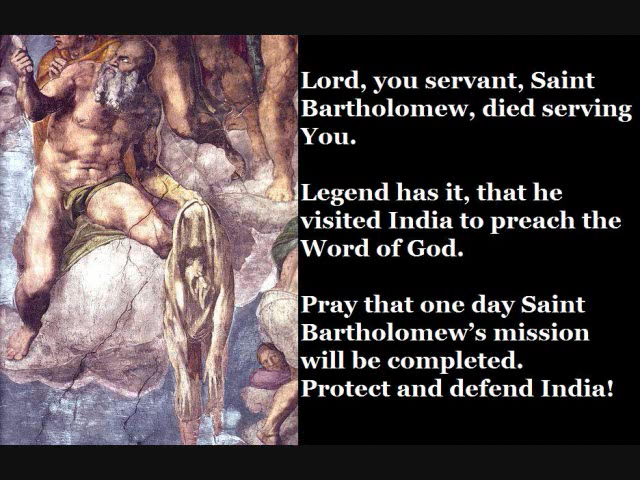 Lord, you servant, Saint
Bartholomew, died serving
You.
Legend has it, that he
visited India to preach the
Word of God.
Pray that one day Saint
Bartholomew's mission
will be completed.
Protect and defend India!